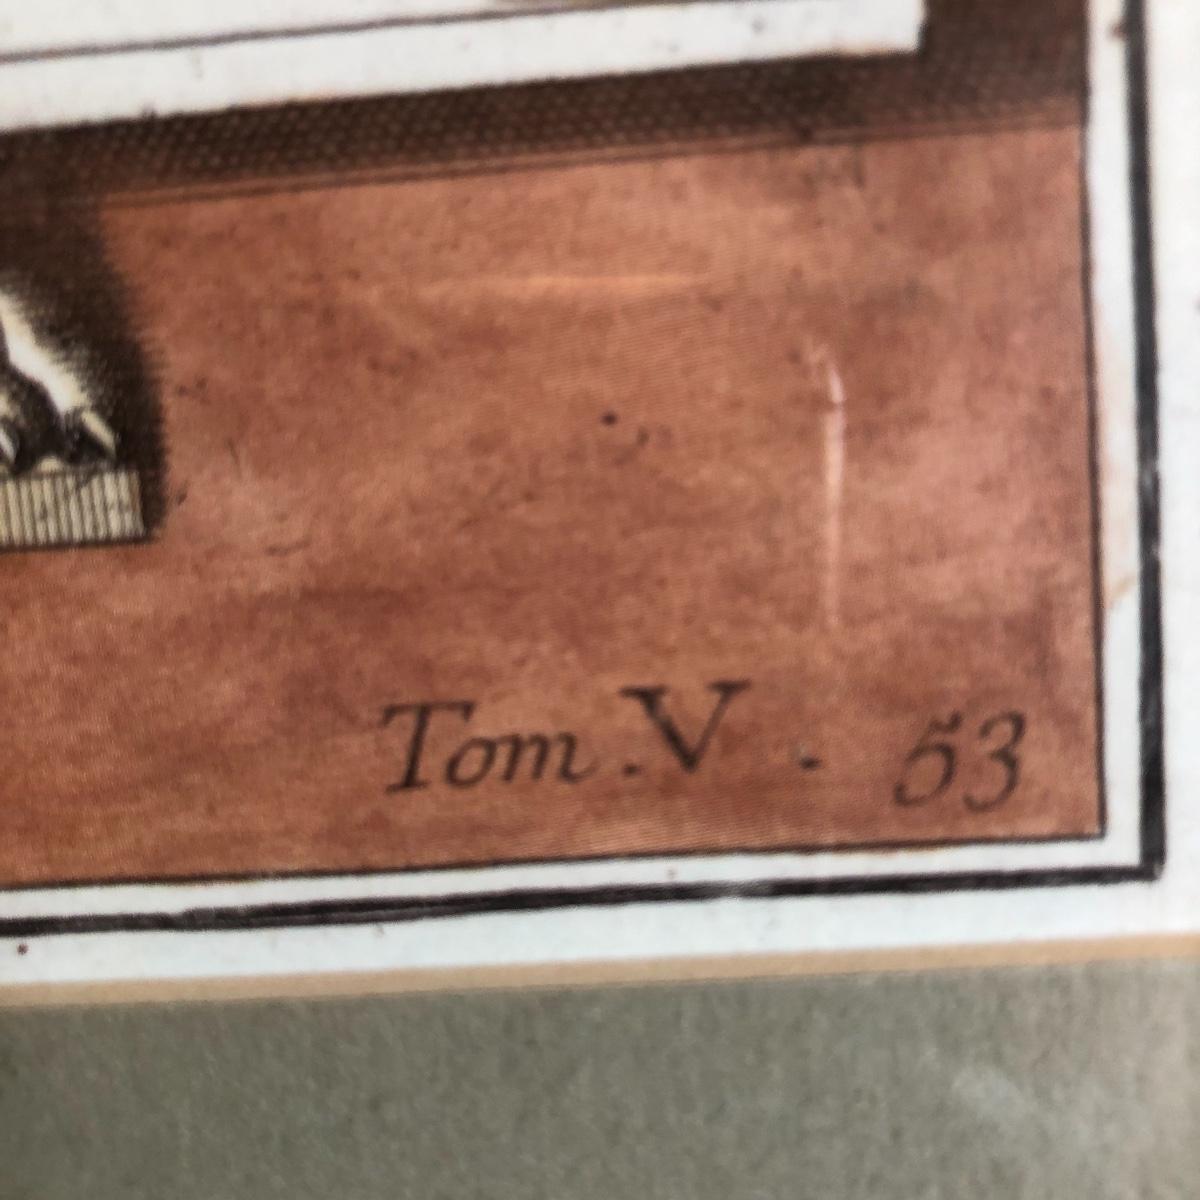 Tom . V . 53